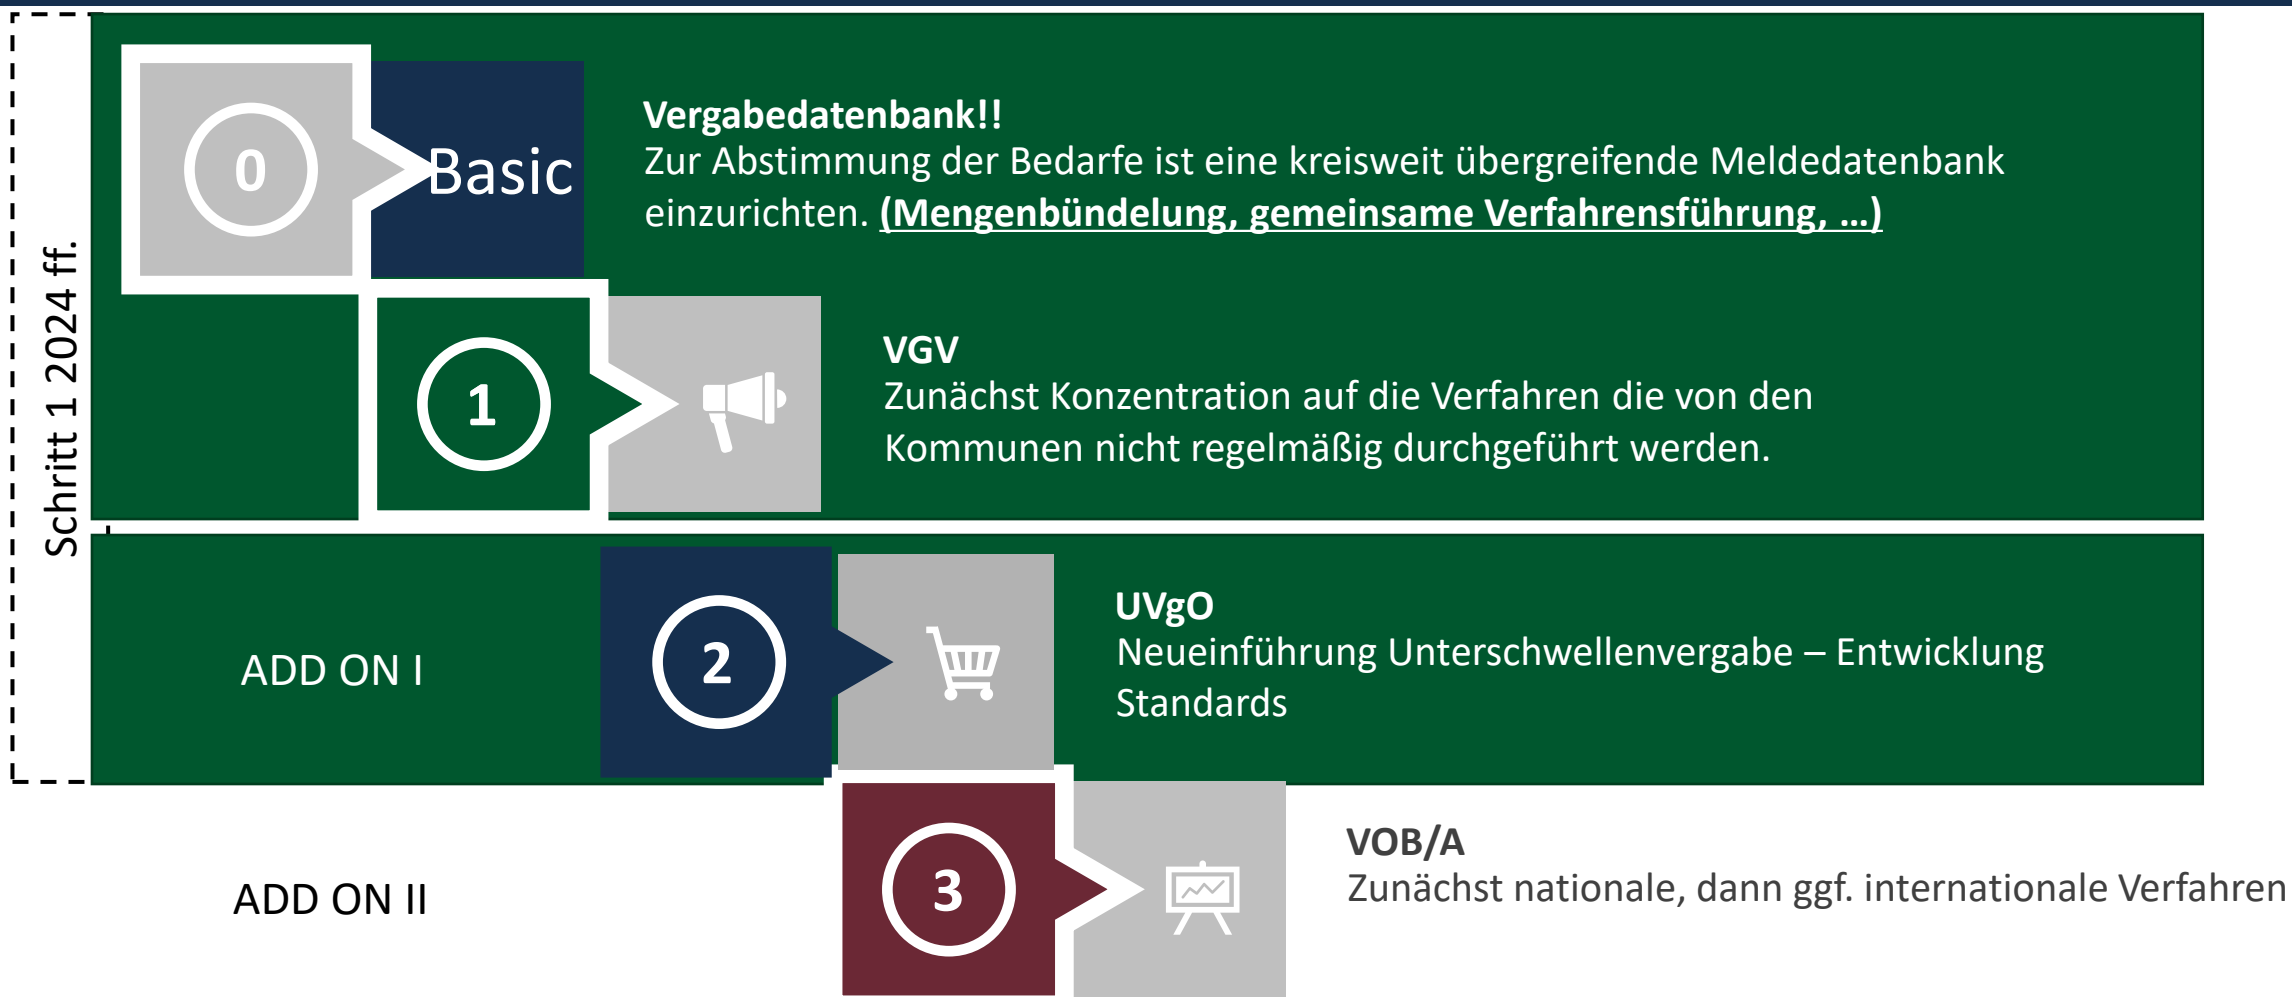 Schritt 1 2024 ff.
0
Basic
Vergabedatenbank!!
Zur Abstimmung der Bedarfe ist eine kreisweit übergreifende Meldedatenbank
einzurichten. (Mengenbündelung, gemeinsame Verfahrensführung, …)
1
VGV
Zunächst Konzentration auf die Verfahren die von den
Kommunen nicht regelmäßig durchgeführt werden.
ADD ON I
2
UVgO
Neueinführung Unterschwellenvergabe – Entwicklung
Standards
ADD ON II
3
VOB/A
Zunächst nationale, dann ggf. internationale Verfahren